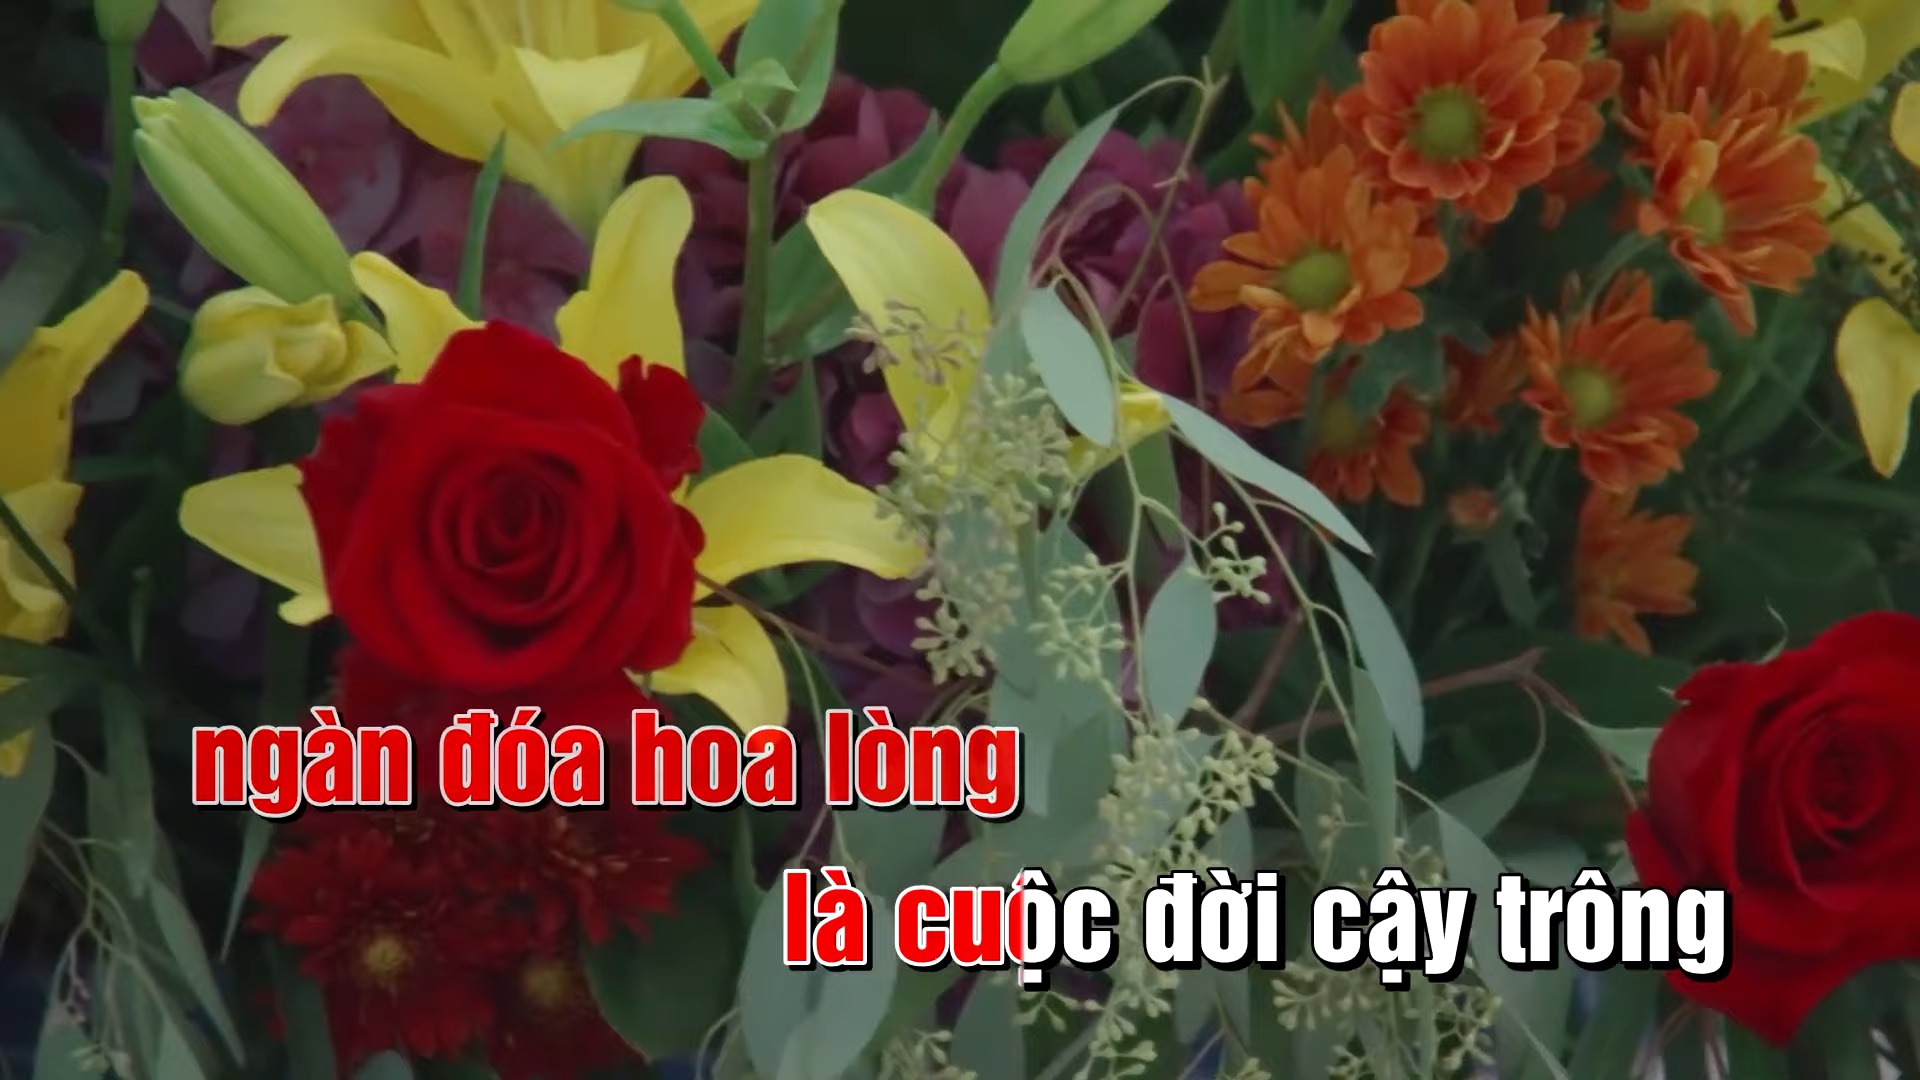 ngàn đóa hoa lòng
là cuộc đời cậy trông